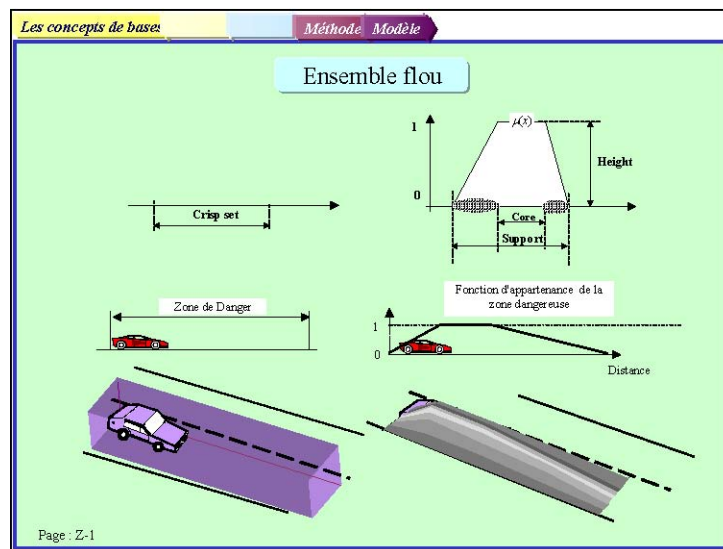 Les concepts de bases
Méthode
Modèle
Ensemble flou
1
μ(x)
Height
0
Crisp set
Core
Support
Zone de Danger
Fonction d'appartenance de la
zone dangereuse
1
0
Distance
Page : Z-1